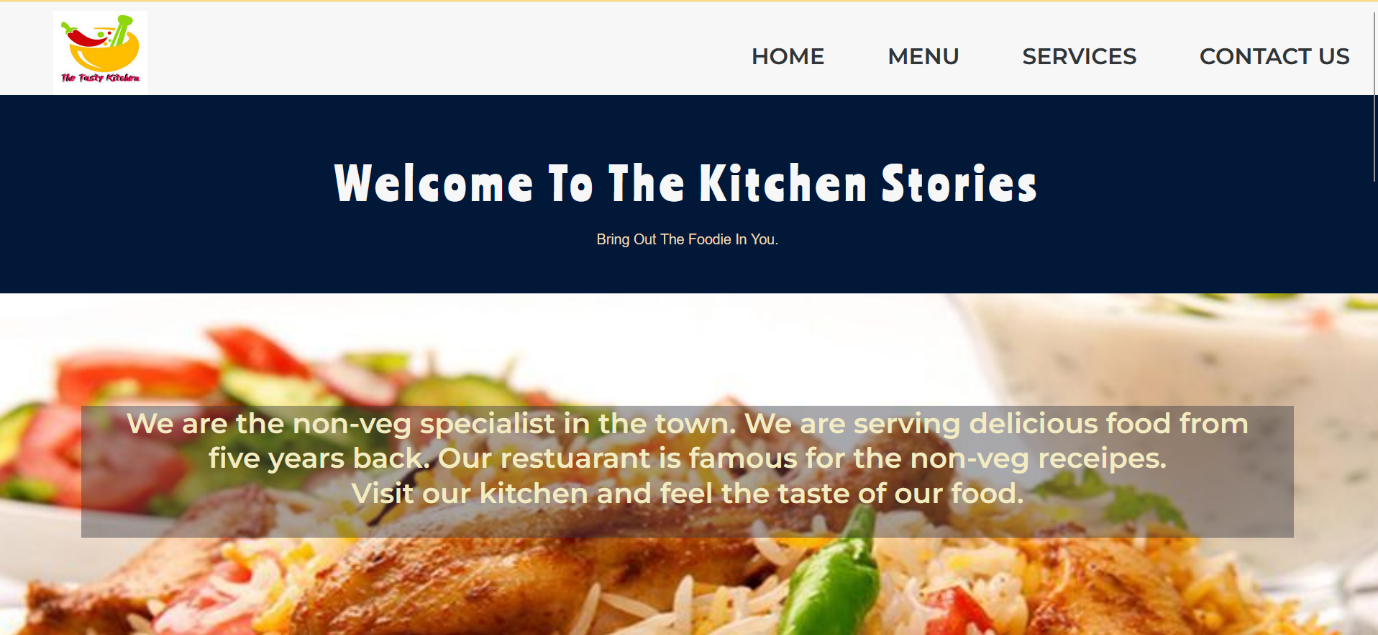 The Tasty Kitchen
HOME MENU SERVICES CONTACT US
Welcome To The Kitchen Stories
Bring Out The Foodie In You.
We are the non-veg specialist in the town. We are serving delicious food from
five years back. Our restuarant is famous for the non-veg receipes.
Visit our kitchen and feel the taste of our food.